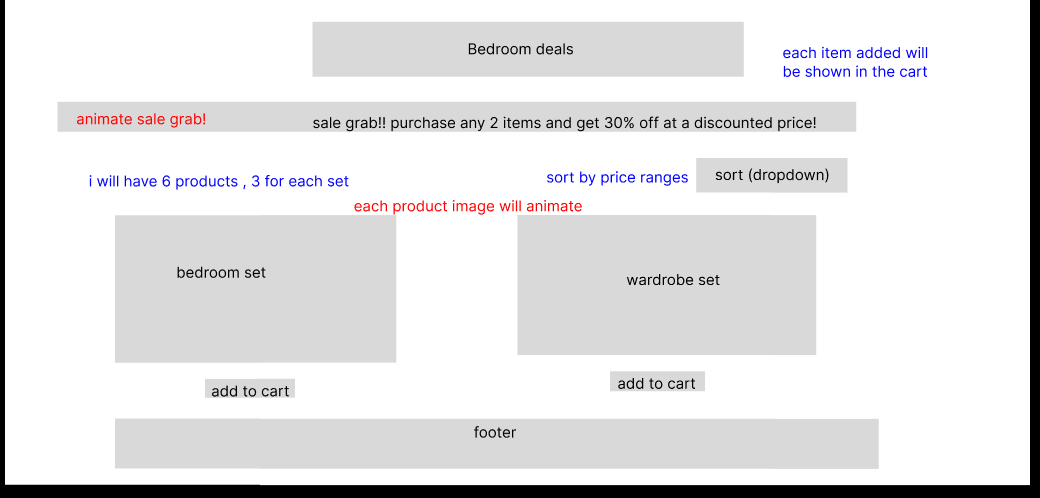 Bedroom deals
each item added will
be shown in the cart
animate sale grab!
sale grab!! purchase any 2 items and get 30% off at a discounted price!
i will have 6 products , 3 for each set
sort by price ranges
sort (dropdown)
each product image will animate
bedroom set
wardrobe set
add to cart
add to cart
footer